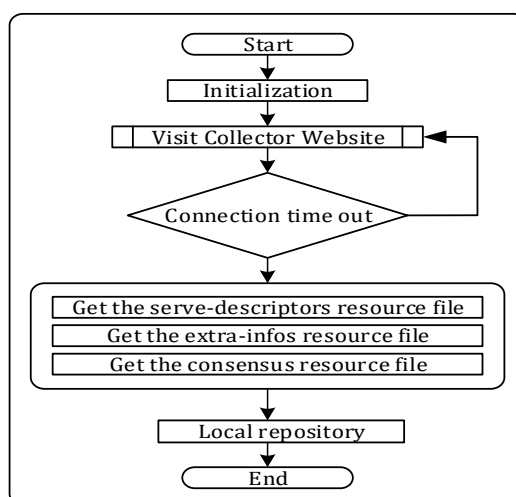 Start
Initialization
Visit Collector Website
Connection time out
Get the serve-descriptors resource file
Get the extra-infos resource file
Get the consensus resource file
Local repository
End